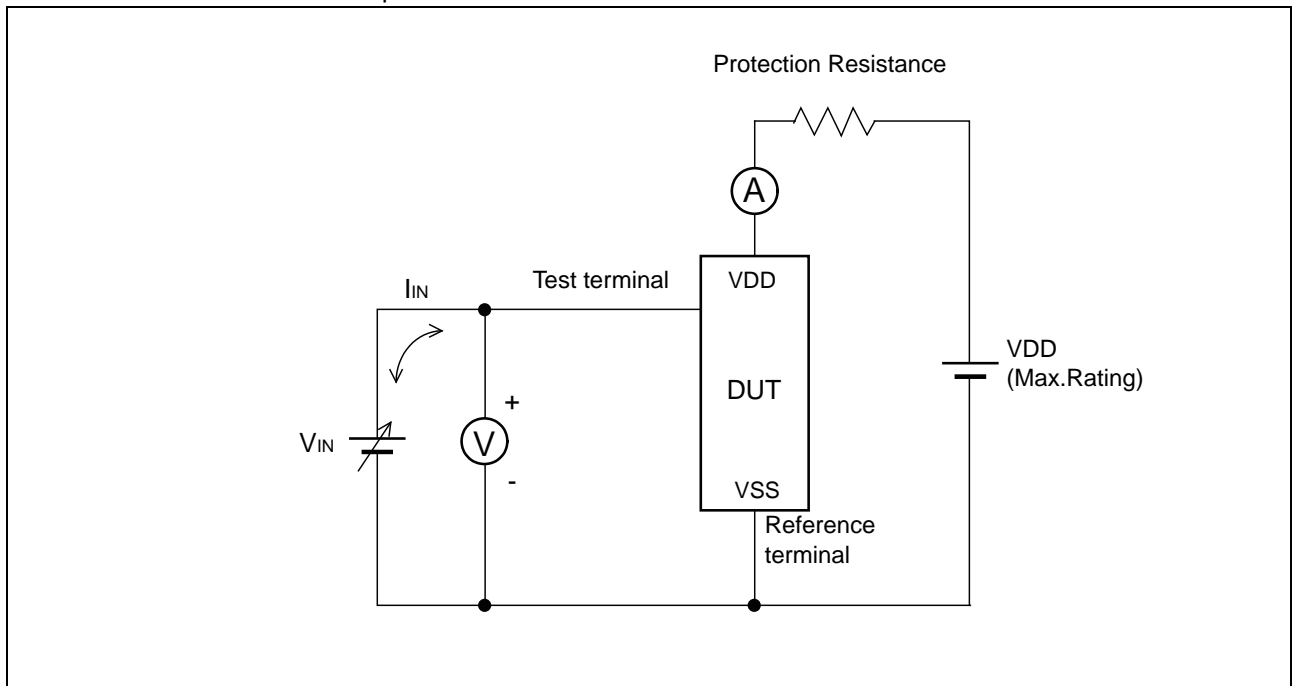 Protection Resistance
A
Test terminal
VDD
IIN
VDD
(Max.Rating)
DUT
+
VIN
V
-
VSS
Reference
terminal